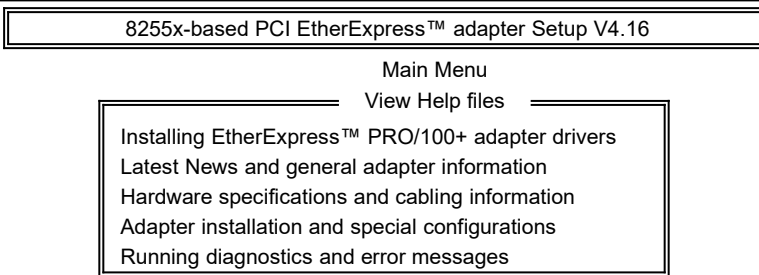 8255x-based PCI EtherExpress™ adapter Setup V4.16
Main Menu
View Help files
Installing EtherExpress™ PRO/100+ adapter drivers
Latest News and general adapter information
Hardware specifications and cabling information
Adapter installation and special configurations
Running diagnostics and error messages